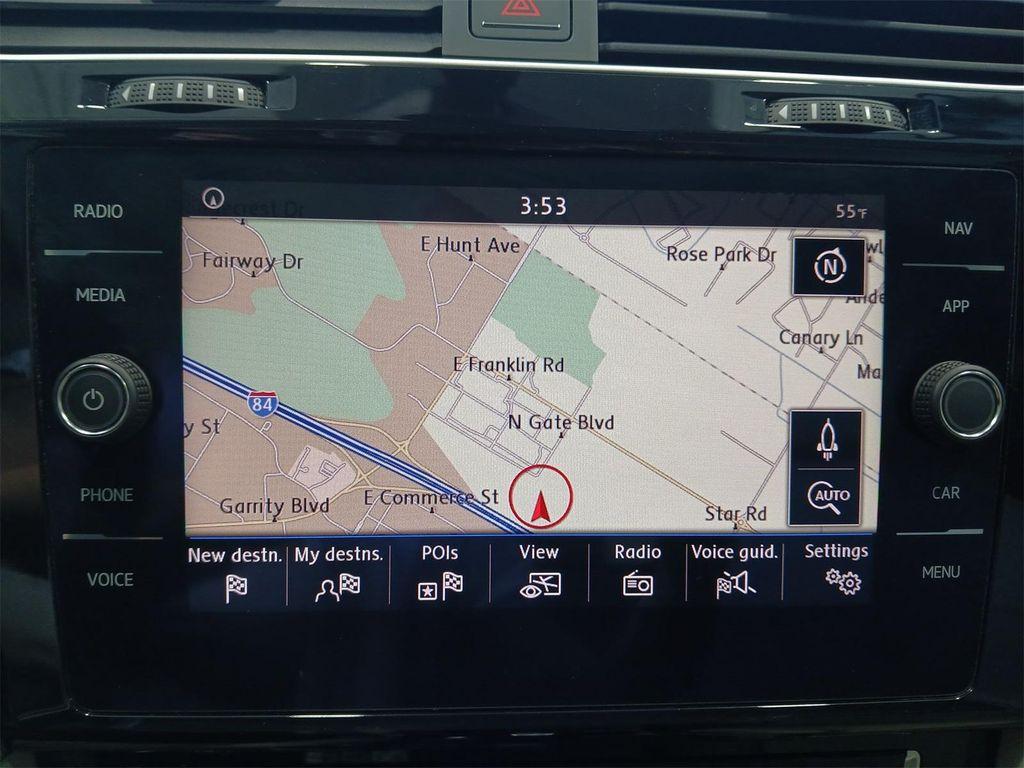 3:53
55°F
RADIO
NAV
Fairway Dr
E Hunt Ave
Rose Park Dr
N
MEDIA
APP
Canary Ln
E Franklin Rd
84
N Gate Blvd
y St
PHONE
Garrity Blvd
E Commerce St
AUTO
CAR
Star Rd
New destn.
My destns.
POIs
View
Radio
Voice guid.
Settings
VOICE
MENU